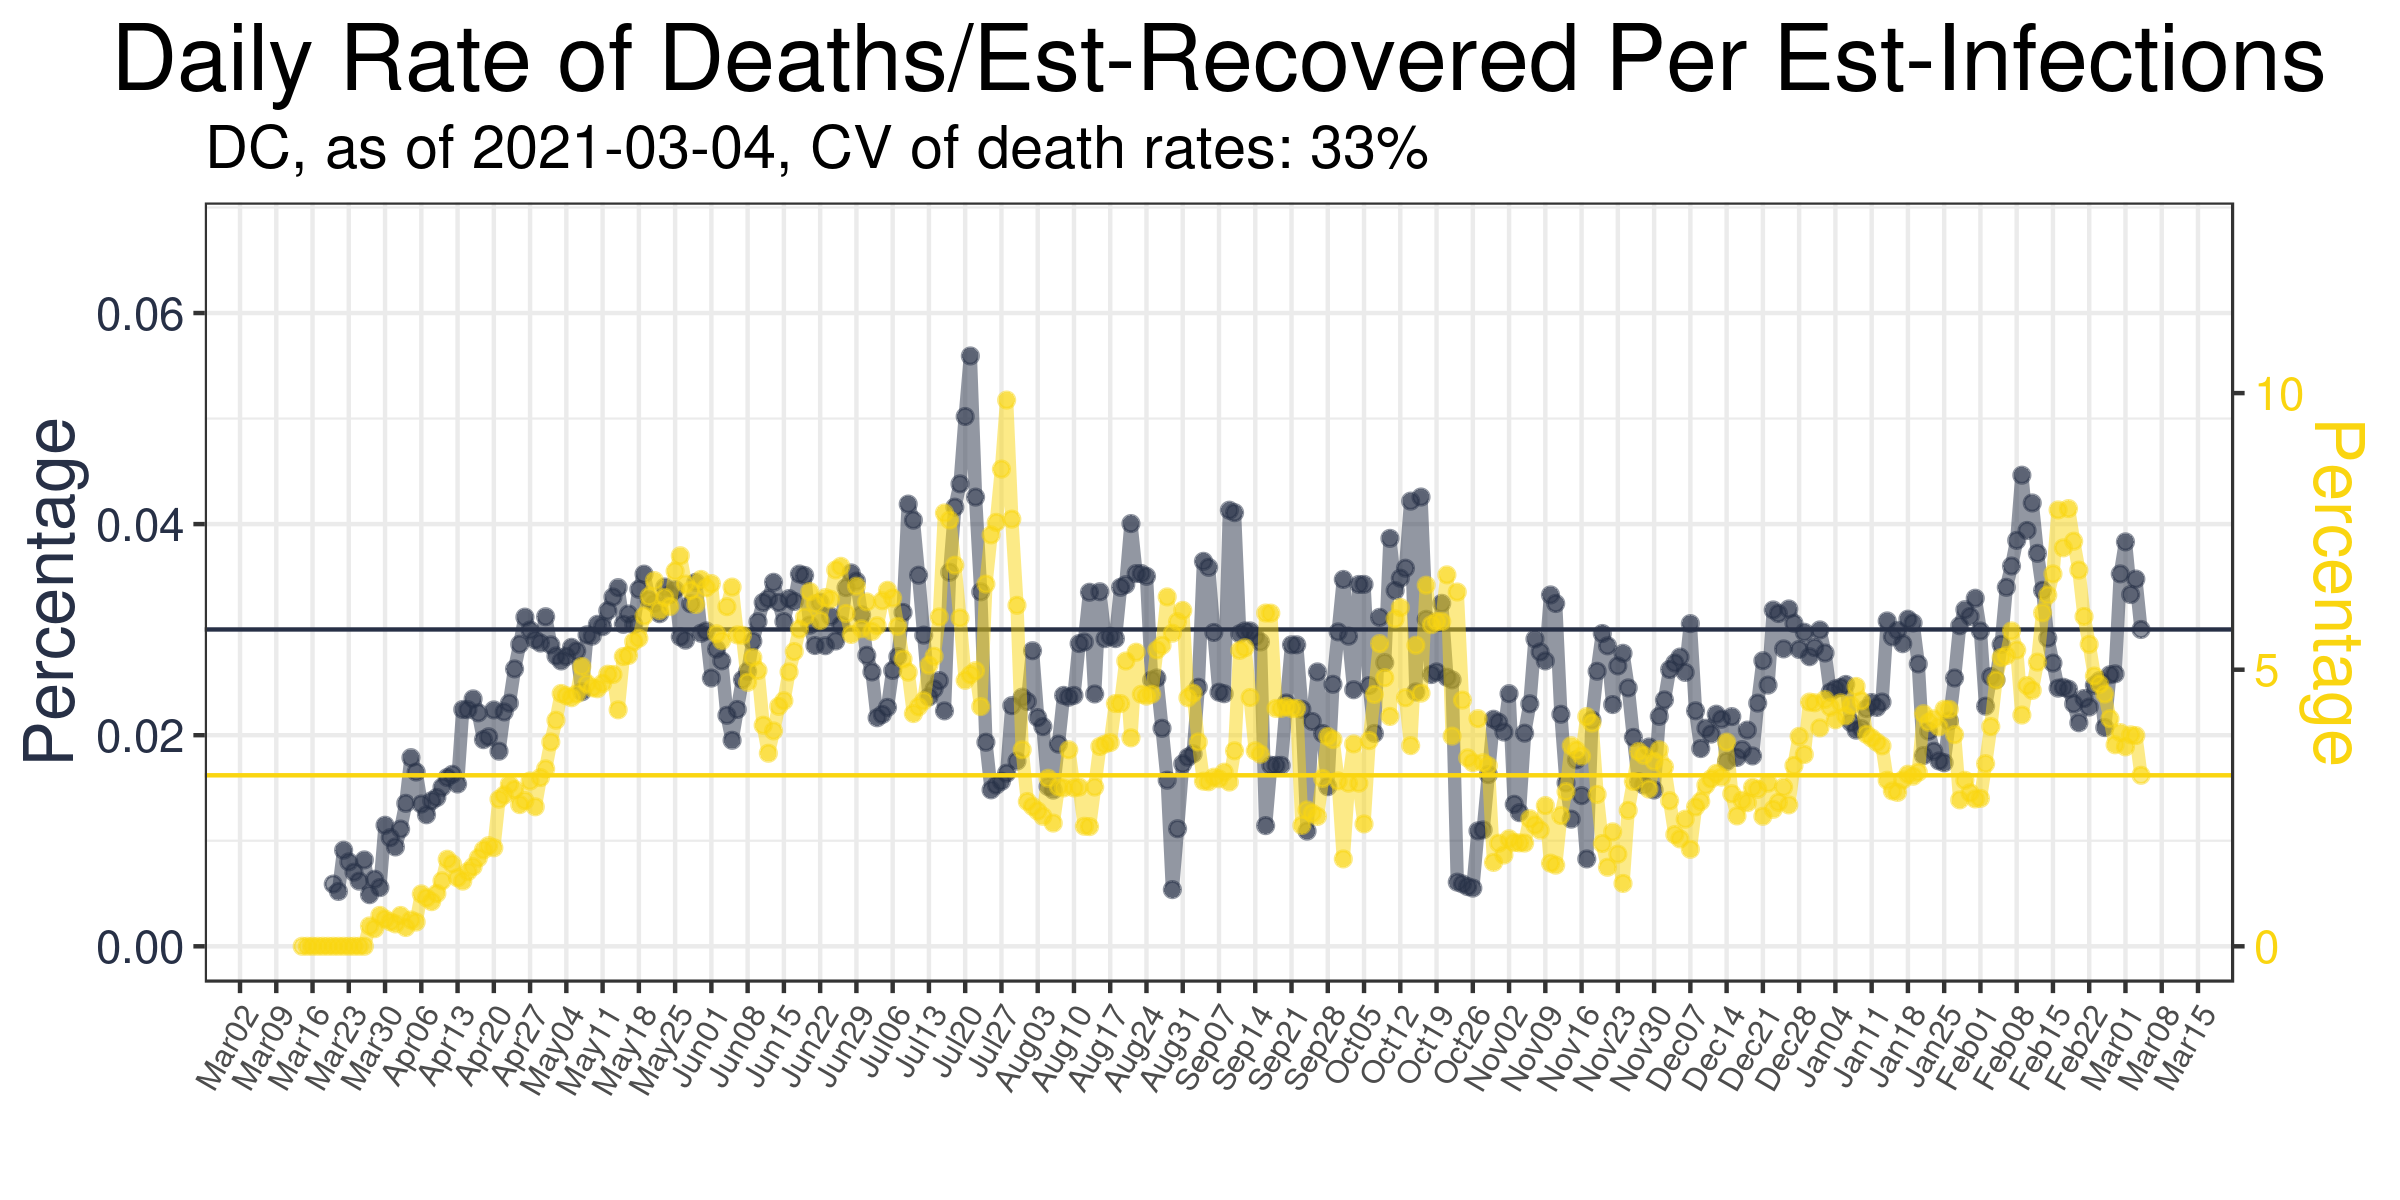 Daily Rate of Deaths/Est-Recovered Per Est-Infections
DC, as of 2021-03-04, CV of death rates: 33%
Percentage
0.06
0.04
0.02
0.00
10
5
0
Percentage
Mar02
Mar09
Mar16
Mar23
Mar30
Apr06
Apr13
Apr20
Apr27
May04
May11
May18
May25
Jun01
Jun08
Jun15
Jun22
Jun29
Jul06
Jul13
Jul20
Jul27
Aug03
Aug10
Aug17
Aug24
Aug31
Sep07
Sep14
Sep21
Sep28
Oct05
Oct12
Oct19
Oct26
Nov02
Nov09
Nov16
Nov23
Nov30
Dec07
Dec14
Dec21
Dec28
Jan04
Jan11
Jan18
Jan25
Feb01
Feb08
Feb15
Feb22
Mar01
Mar08
Mar15